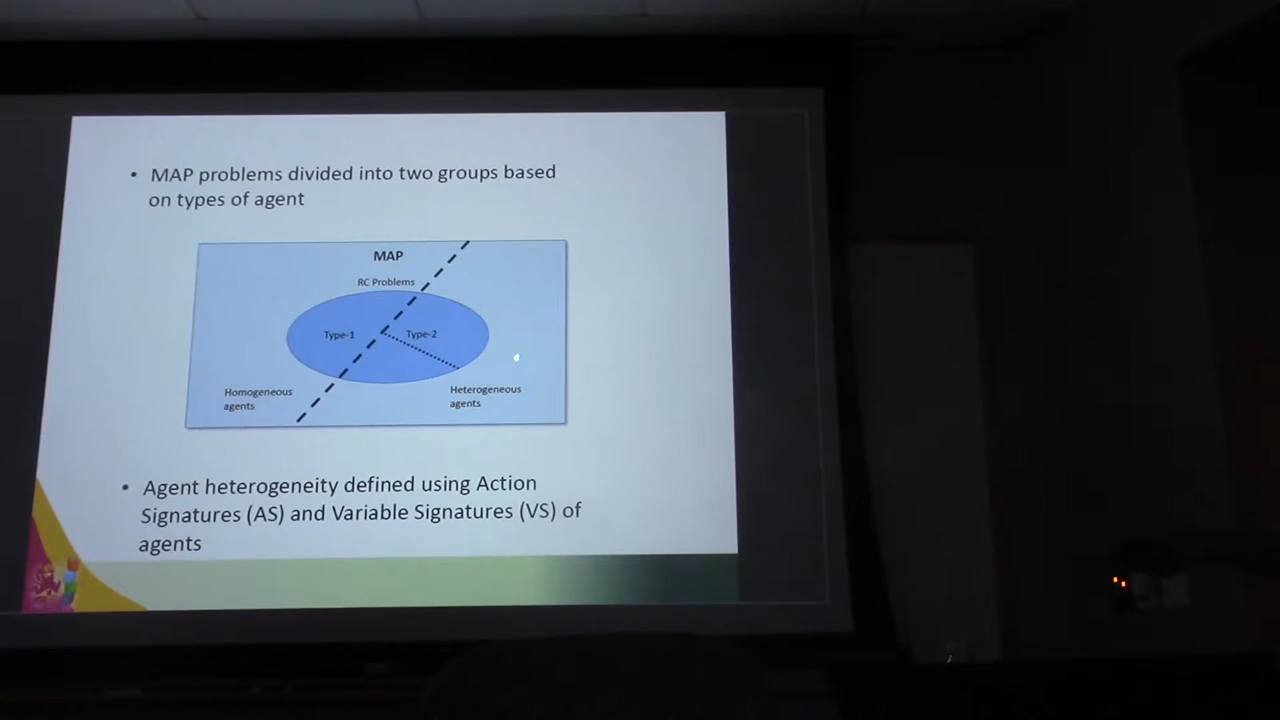 • MAP problems divided into two groups based
on types of agent
MAP
RC Problems
Type-1
Type-2
Homogeneous
agents
Heterogeneous
agents
• Agent heterogeneity defined using Action
Signatures (AS) and Variable Signatures (VS) of
agents